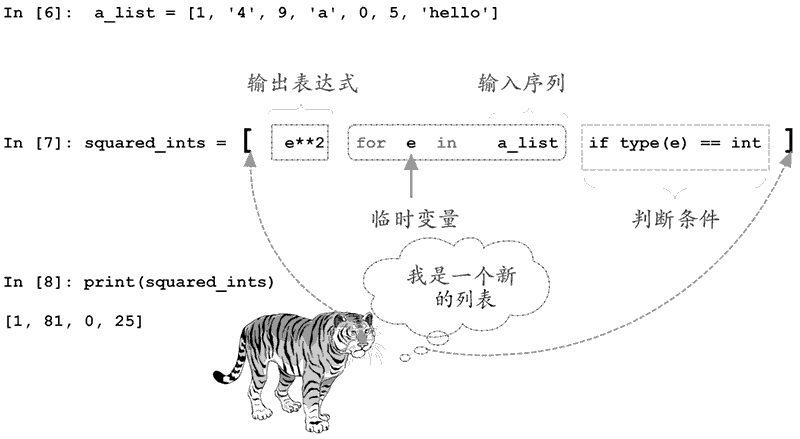 In [6]: a_list = [1, '4', 9, 'a', 0, 5, 'hello']
输出表达式 输入序列
In [7]: squared_ints = [ e**2 for e in a_list if type(e) == int ]
临时变量 判断条件
我是一个新
的列表
In [8]: print(squared_ints)
[1, 81, 0, 25]